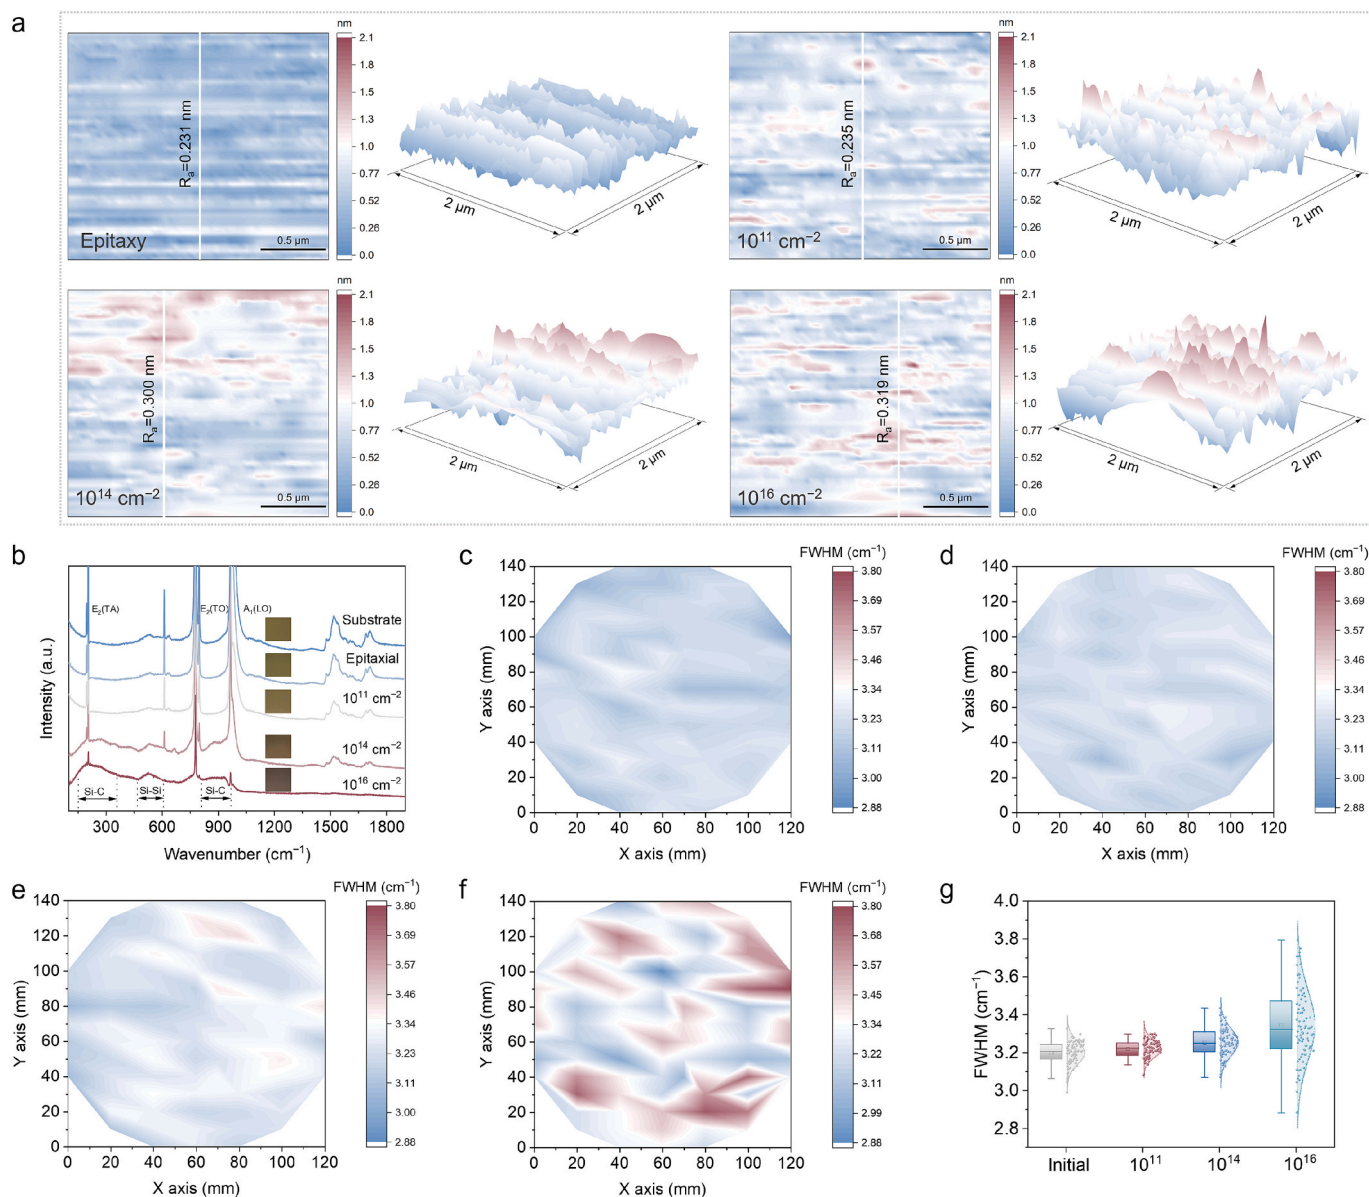 a
nm
2.1
1.8
1.5
1.3
1.0
0.77
0.52
0.26
0.0
R_a=0.231 nm
Epitaxy
0.5 μm
2 μm
2 μm
nm
2.1
1.8
1.5
1.3
1.0
0.77
0.52
0.26
0.0
R_a=0.235 nm
10¹¹ cm⁻²
0.5 μm
2 μm
2 μm
nm
2.1
1.8
1.5
1.3
1.0
0.77
0.52
0.26
0.0
R_a=0.300 nm
10¹⁴ cm⁻²
0.5 μm
2 μm
2 μm
nm
2.1
1.8
1.5
1.3
1.0
0.77
0.52
0.26
0.0
R_a=0.319 nm
10¹⁶ cm⁻²
0.5 μm
2 μm
2 μm
b
Intensity (a.u.)
E₂(TA)
E₂(TO)
A₁(LO)
Substrate
Epitaxial
10¹¹ cm⁻²
10¹⁴ cm⁻²
10¹⁶ cm⁻²
Si-C
Si-Si
Si-C
300 600 900 1200 1500 1800
Wavenumber (cm⁻¹)
c
FWHM (cm⁻¹)
140
120
100
80
60
40
20
0
Y axis (mm)
0 20 40 60 80 100 120
X axis (mm)
3.80
3.69
3.57
3.46
3.34
3.23
3.11
3.00
2.88
d
FWHM (cm⁻¹)
140
120
100
80
60
40
20
0
Y axis (mm)
0 20 40 60 80 100 120
X axis (mm)
3.80
3.69
3.57
3.46
3.34
3.23
3.11
3.00
2.88
e
FWHM (cm⁻¹)
140
120
100
80
60
40
20
0
Y axis (mm)
0 20 40 60 80 100 120
X axis (mm)
3.80
3.69
3.57
3.46
3.34
3.23
3.11
3.00
2.88
f
FWHM (cm⁻¹)
140
120
100
80
60
40
20
0
Y axis (mm)
0 20 40 60 80 100 120
X axis (mm)
3.80
3.69
3.57
3.46
3.34
3.23
3.11
2.99
2.88
g
FWHM (cm⁻¹)
4.0
3.8
3.6
3.4
3.2
3.0
2.8
Initial 10¹¹ 10¹⁴ 10¹⁶